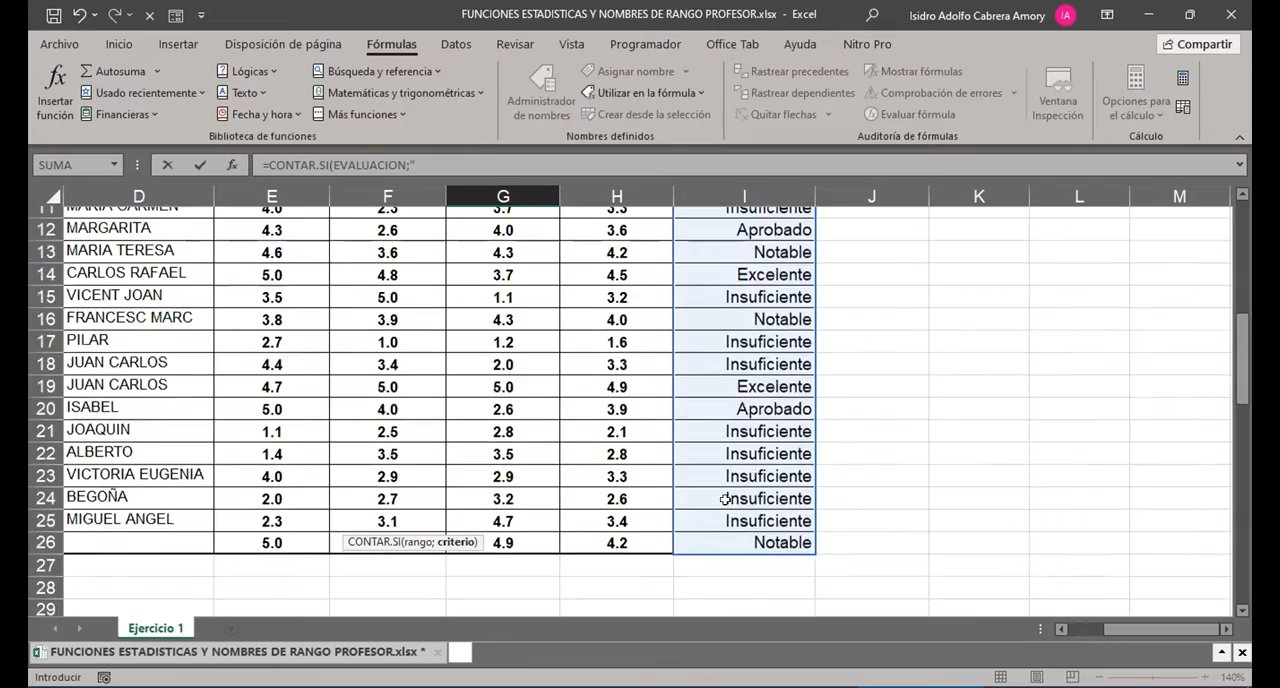 FUNCIONES ESTADISTICAS Y NOMBRES DE RANGO PROFESOR.xlsx - Excel
Isidro Adolfo Cabrera Amory
IA
Archivo Inicio Insertar Disposición de página Fórmulas Datos Revisar Vista Programador Office Tab Ayuda Nitro Pro
Compartir
fx Insertar función
Autosuma
Usado recientemente
Financieras
Lógicas
Texto
Fecha y hora
Búsqueda y referencia
Matemáticas y trigonométricas
Más funciones
Biblioteca de funciones
Administrador de nombres
Asignar nombre
Utilizar en la fórmula
Crear desde la selección
Nombres definidos
Rastrear precedentes
Rastrear dependientes
Quitar flechas
Mostrar fórmulas
Comprobación de errores
Evaluar fórmula
Auditoría de fórmulas
Ventana Inspección
Opciones para el cálculo
Cálculo
SUMA fx =CONTAR.SI(EVALUACION;"
D E F G H I J K L M
11 MARIA CARMEN 4.0 2.3 3.7 3.3 Insuficiente
12 MARGARITA 4.3 2.6 4.0 3.6 Aprobado
13 MARIA TERESA 4.6 3.6 4.3 4.2 Notable
14 CARLOS RAFAEL 5.0 4.8 3.7 4.5 Excelente
15 VICENT JOAN 3.5 5.0 1.1 3.2 Insuficiente
16 FRANCESC MARC 3.8 3.9 4.3 4.0 Notable
17 PILAR 2.7 1.0 1.2 1.6 Insuficiente
18 JUAN CARLOS 4.4 3.4 2.0 3.3 Insuficiente
19 JUAN CARLOS 4.7 5.0 5.0 4.9 Excelente
20 ISABEL 5.0 4.0 2.6 3.9 Aprobado
21 JOAQUIN 1.1 2.5 2.8 2.1 Insuficiente
22 ALBERTO 1.4 3.5 3.5 2.8 Insuficiente
23 VICTORIA EUGENIA 4.0 2.9 2.9 3.3 Insuficiente
24 BEGOÑA 2.0 2.7 3.2 2.6 Insuficiente
25 MIGUEL ANGEL 2.3 3.1 4.7 3.4 Insuficiente
26 5.0 CONTAR.SI(rango; criterio) 4.9 4.2 Notable
27
28
29
Ejercicio 1
FUNCIONES ESTADISTICAS Y NOMBRES DE RANGO PROFESOR.xlsx *
Introducir
140%